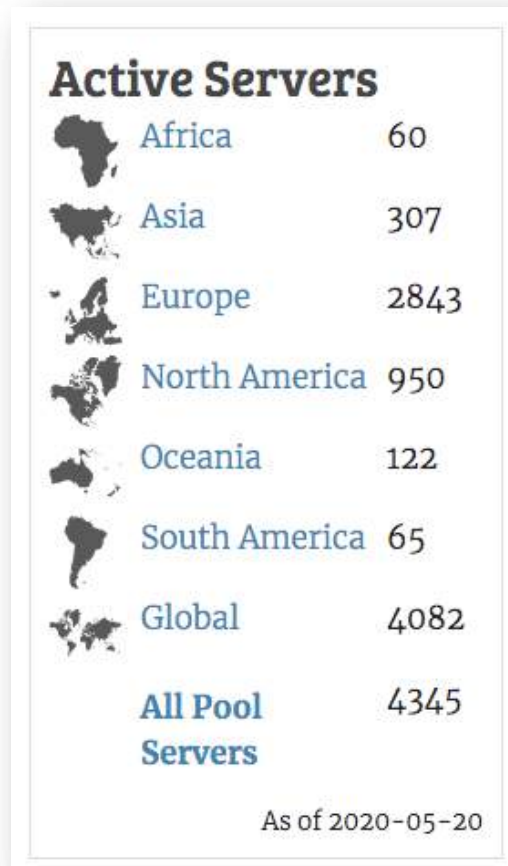 Active Servers
Africa 60
Asia 307
Europe 2843
North America 950
Oceania 122
South America 65
Global 4082
All Pool 4345
Servers
As of 2020-05-20